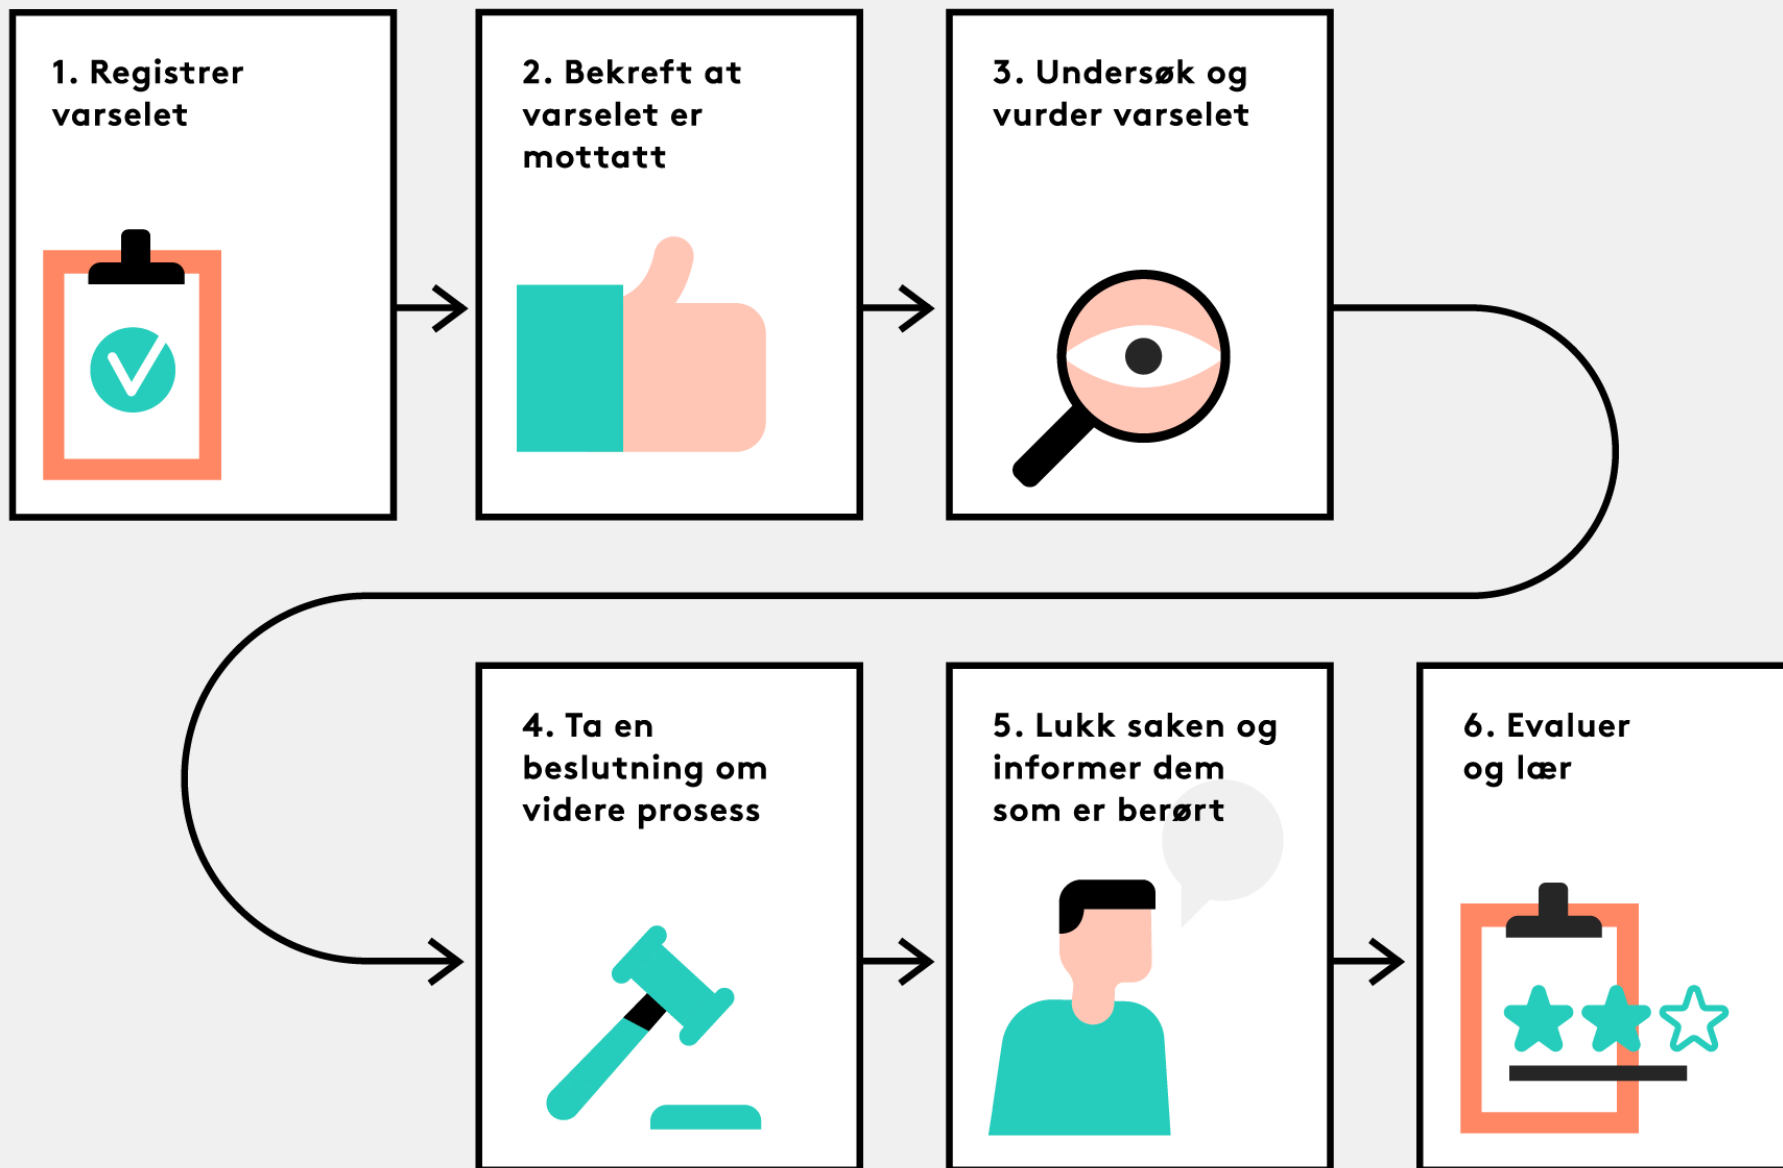 1. Registrer
varselet
2. Bekreft at
varselet er
mottatt
3. Undersøk og
vurder varselet
4. Ta en
beslutning om
videre prosess
5. Lukk saken og
informer dem
som er berørt
6. Evaluer
og lær